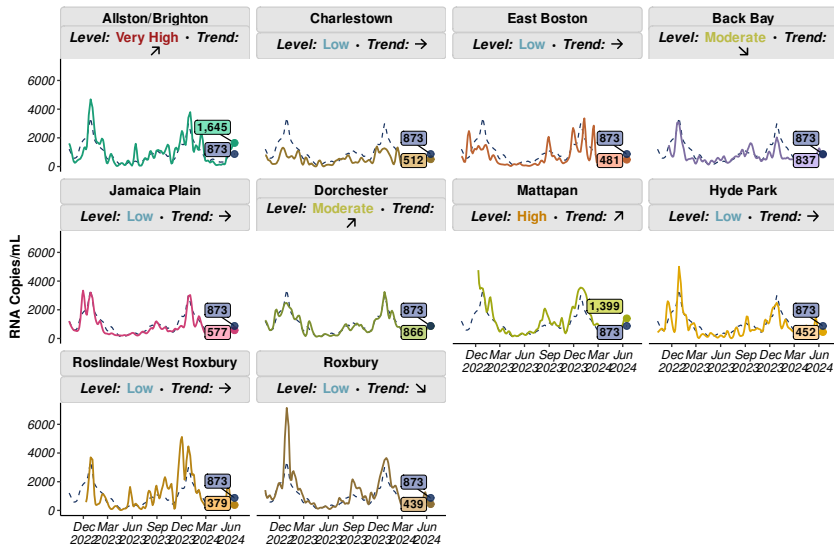 Allston/Brighton
Level: Very High • Trend: ↗
Charlestown
Level: Low • Trend: →
East Boston
Level: Low • Trend: →
Back Bay
Level: Moderate • Trend: ↘
6000
4000
2000
0
1,645
873
873
512
873
481
873
837
Jamaica Plain
Level: Low • Trend: →
Dorchester
Level: Moderate • Trend: ↗
Mattapan
Level: High • Trend: ↗
Hyde Park
Level: Low • Trend: →
RNA Copies/mL
6000
4000
2000
0
873
577
873
866
1,399
873
873
452
Dec 2022 Mar 2023 Jun 2023 Sep 2023 Dec 2023 Mar 2024 Jun 2024
Dec 2022 Mar 2023 Jun 2023 Sep 2023 Dec 2023 Mar 2024 Jun 2024
Roslindale/West Roxbury
Level: Low • Trend: →
Roxbury
Level: Low • Trend: ↘
6000
4000
2000
0
873
379
873
439
Dec 2022 Mar 2023 Jun 2023 Sep 2023 Dec 2023 Mar 2024 Jun 2024
Dec 2022 Mar 2023 Jun 2023 Sep 2023 Dec 2023 Mar 2024 Jun 2024